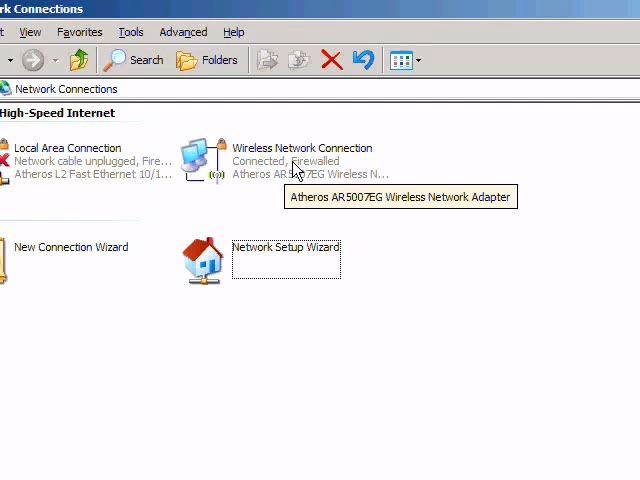 rk Connections
t View Favorites Tools Advanced Help
Search Folders
Network Connections
High-Speed Internet
Local Area Connection
Network cable unplugged, Fire...
Atheros L2 Fast Ethernet 10/1...
Wireless Network Connection
Connected, Firewalled
Atheros AR5007EG Wireless N...
Atheros AR5007EG Wireless Network Adapter
New Connection Wizard
Network Setup Wizard